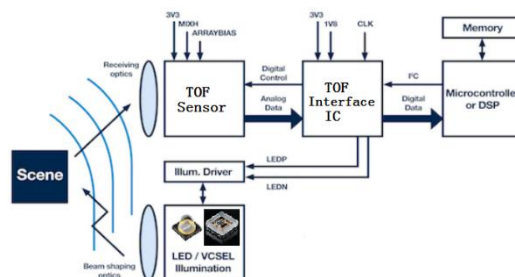 3V3
MIXH
ARRAYBIAS
3V3
1V8
CLK
Memory
Receiving
optics
TOF
Sensor
Digital
Control
Analog
Data
TOF
Interface
IC
I²C
Digital
Data
Microcontroller
or DSP
Scene
LEDP
LEDN
Illum. Driver
LED / VCSEL
Illumination
Beam shaping
optics